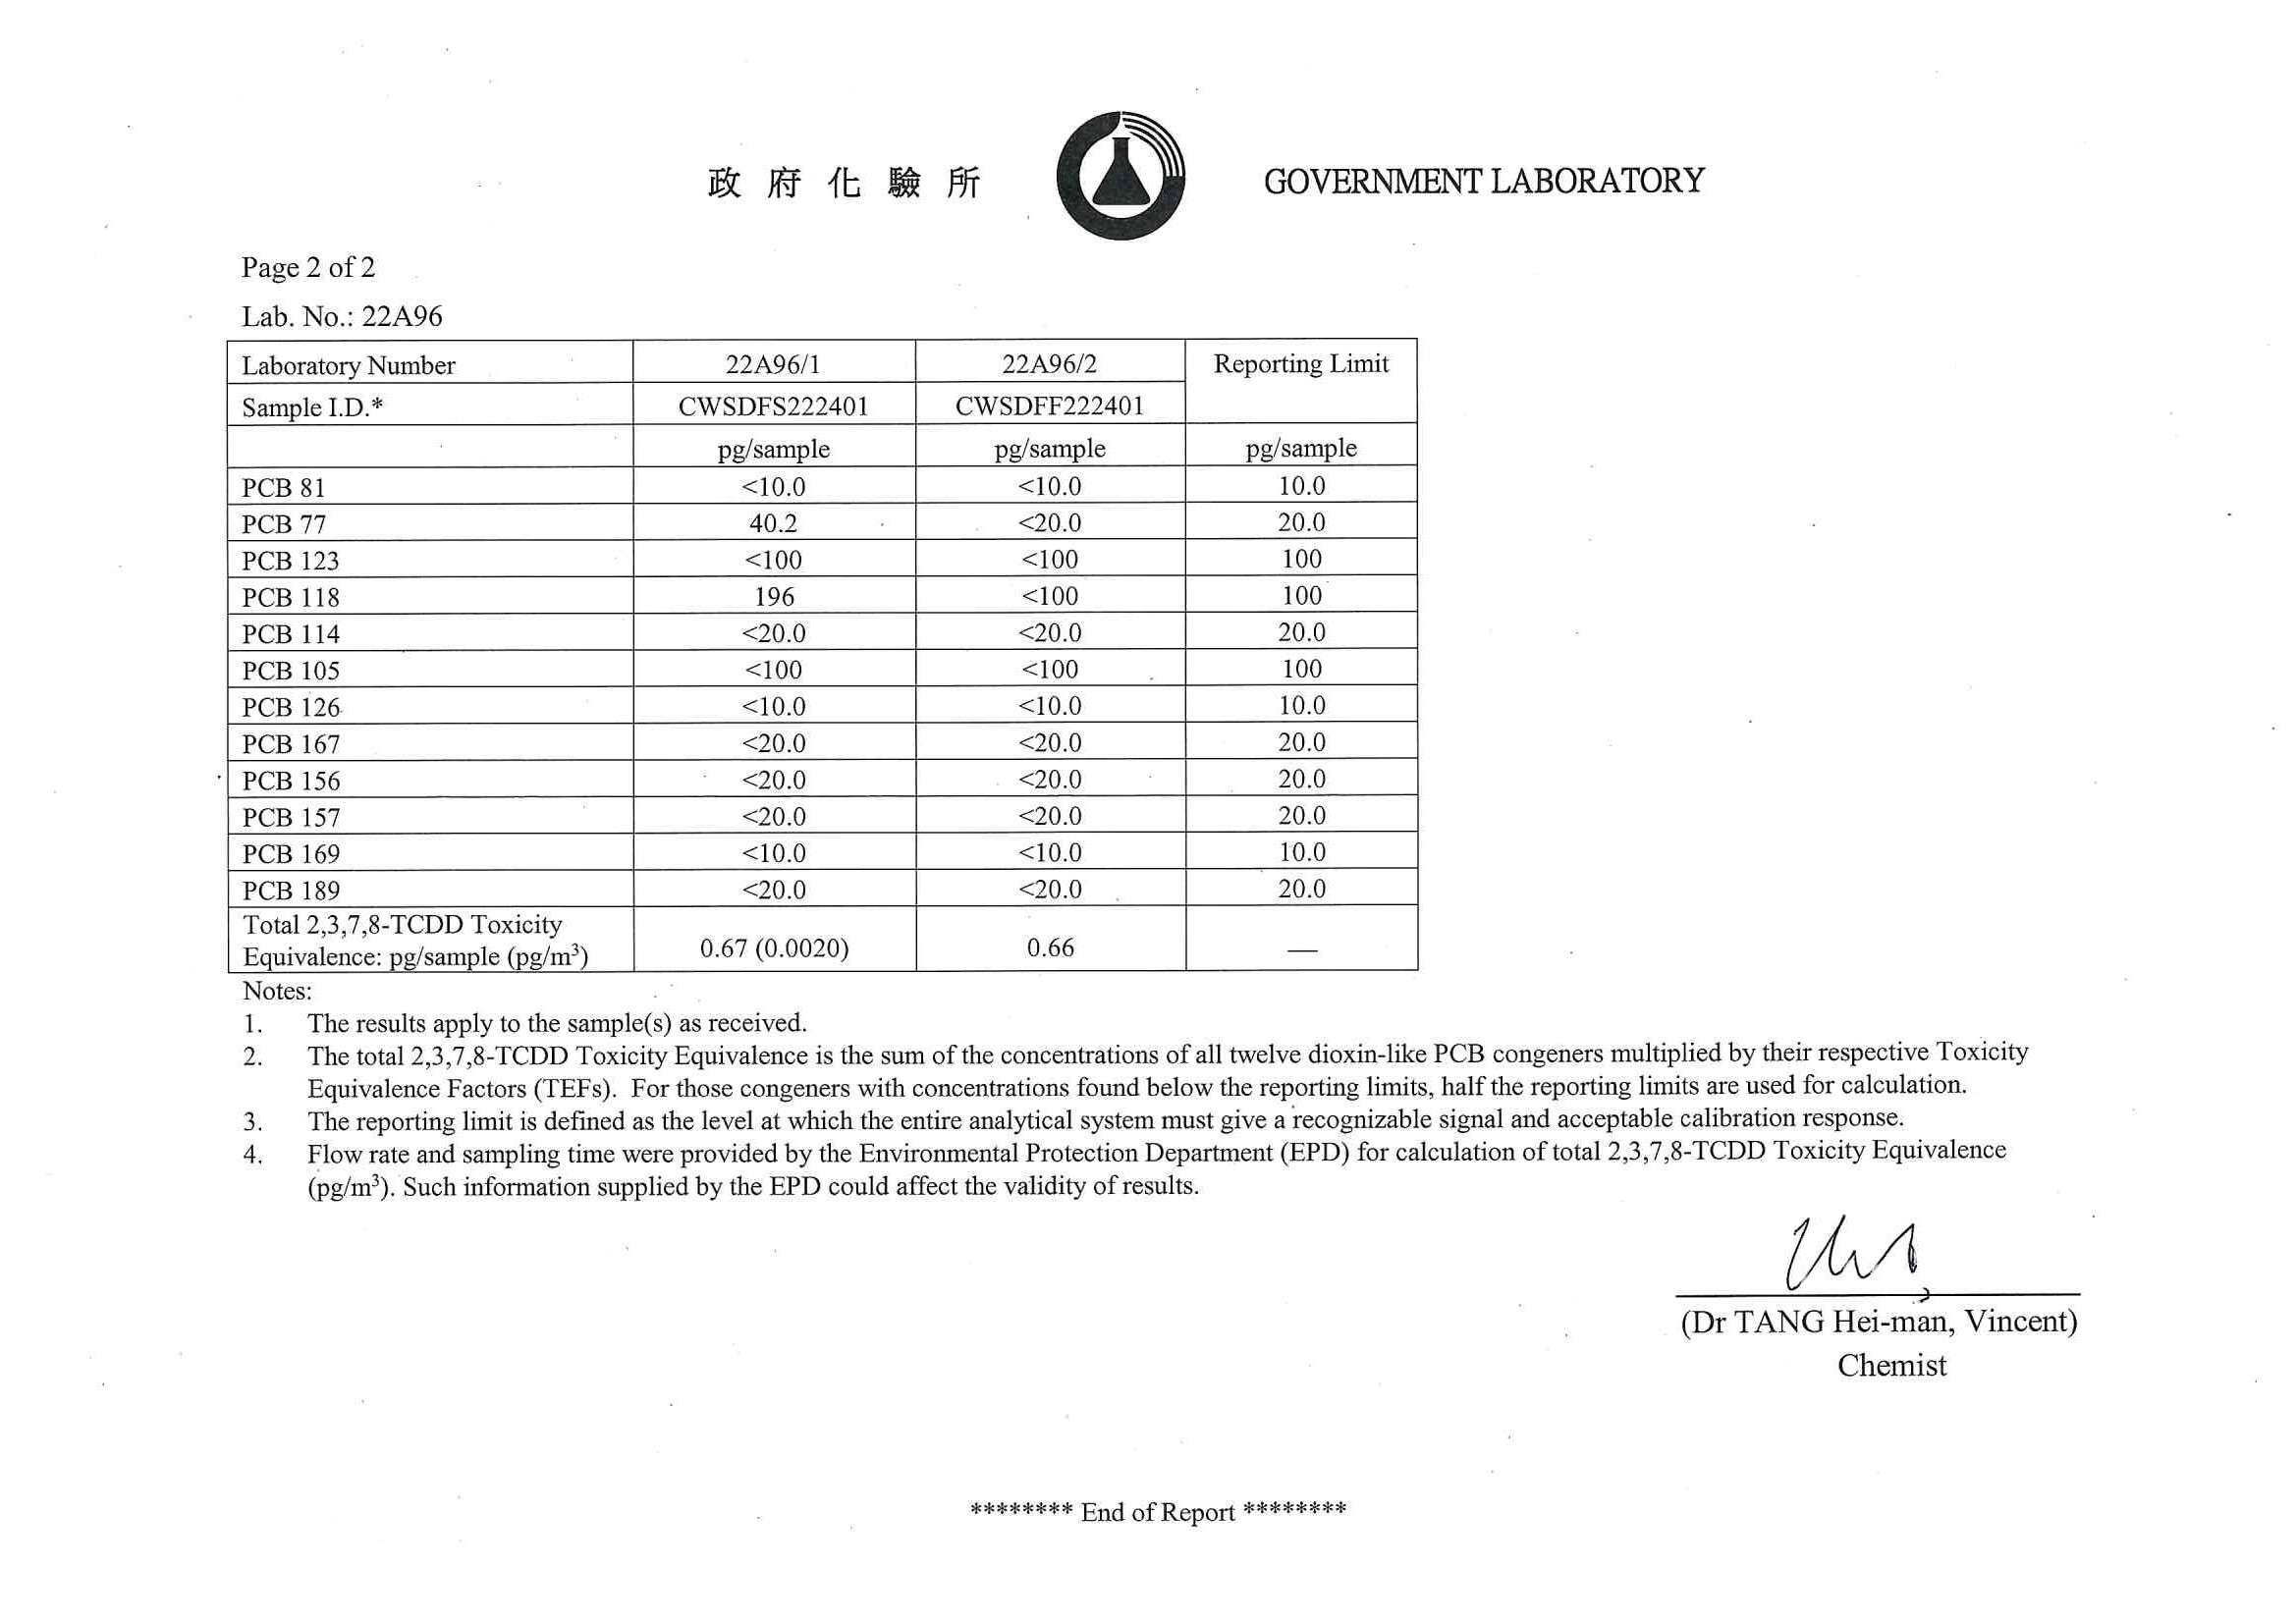 政府化驗所 GOVERNMENT LABORATORY
Page 2 of 2
Lab. No.: 22A96
Laboratory Number 22A96/1 22A96/2 Reporting Limit
Sample I.D.* CWSDFS222401 CWSDFF222401
pg/sample pg/sample pg/sample
PCB 81 <10.0 <10.0 10.0
PCB 77 40.2 <20.0 20.0
PCB 123 <100 <100 100
PCB 118 196 <100 100
PCB 114 <20.0 <20.0 20.0
PCB 105 <100 <100 100
PCB 126 <10.0 <10.0 10.0
PCB 167 <20.0 <20.0 20.0
PCB 156 <20.0 <20.0 20.0
PCB 157 <20.0 <20.0 20.0
PCB 169 <10.0 <10.0 10.0
PCB 189 <20.0 <20.0 20.0
Total 2,3,7,8-TCDD Toxicity
Equivalence: pg/sample (pg/m³) 0.67 (0.0020) 0.66 —
Notes:
1. The results apply to the sample(s) as received.
2. The total 2,3,7,8-TCDD Toxicity Equivalence is the sum of the concentrations of all twelve dioxin-like PCB congeners multiplied by their respective Toxicity
Equivalence Factors (TEFs). For those congeners with concentrations found below the reporting limits, half the reporting limits are used for calculation.
3. The reporting limit is defined as the level at which the entire analytical system must give a recognizable signal and acceptable calibration response.
4. Flow rate and sampling time were provided by the Environmental Protection Department (EPD) for calculation of total 2,3,7,8-TCDD Toxicity Equivalence
(pg/m³). Such information supplied by the EPD could affect the validity of results.
(Dr TANG Hei-man, Vincent)
Chemist
******** End of Report ********